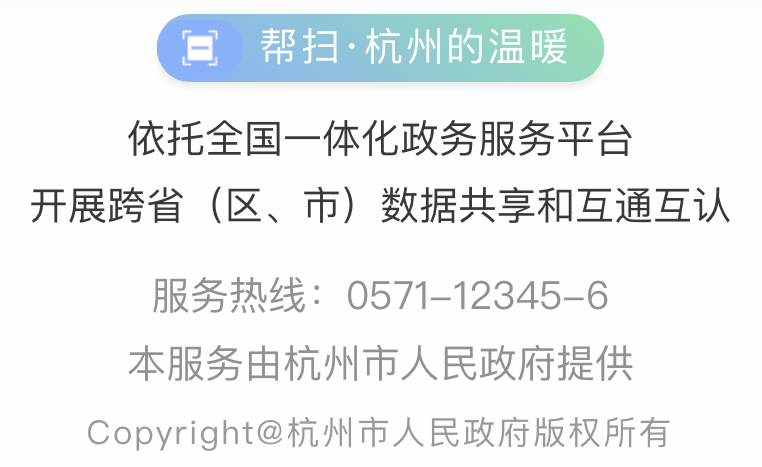 帮扫·杭州的温暖
依托全国一体化政务服务平台
开展跨省（区、市）数据共享和互通互认
服务热线：0571-12345-6
本服务由杭州市人民政府提供
Copyright@杭州市人民政府版权所有